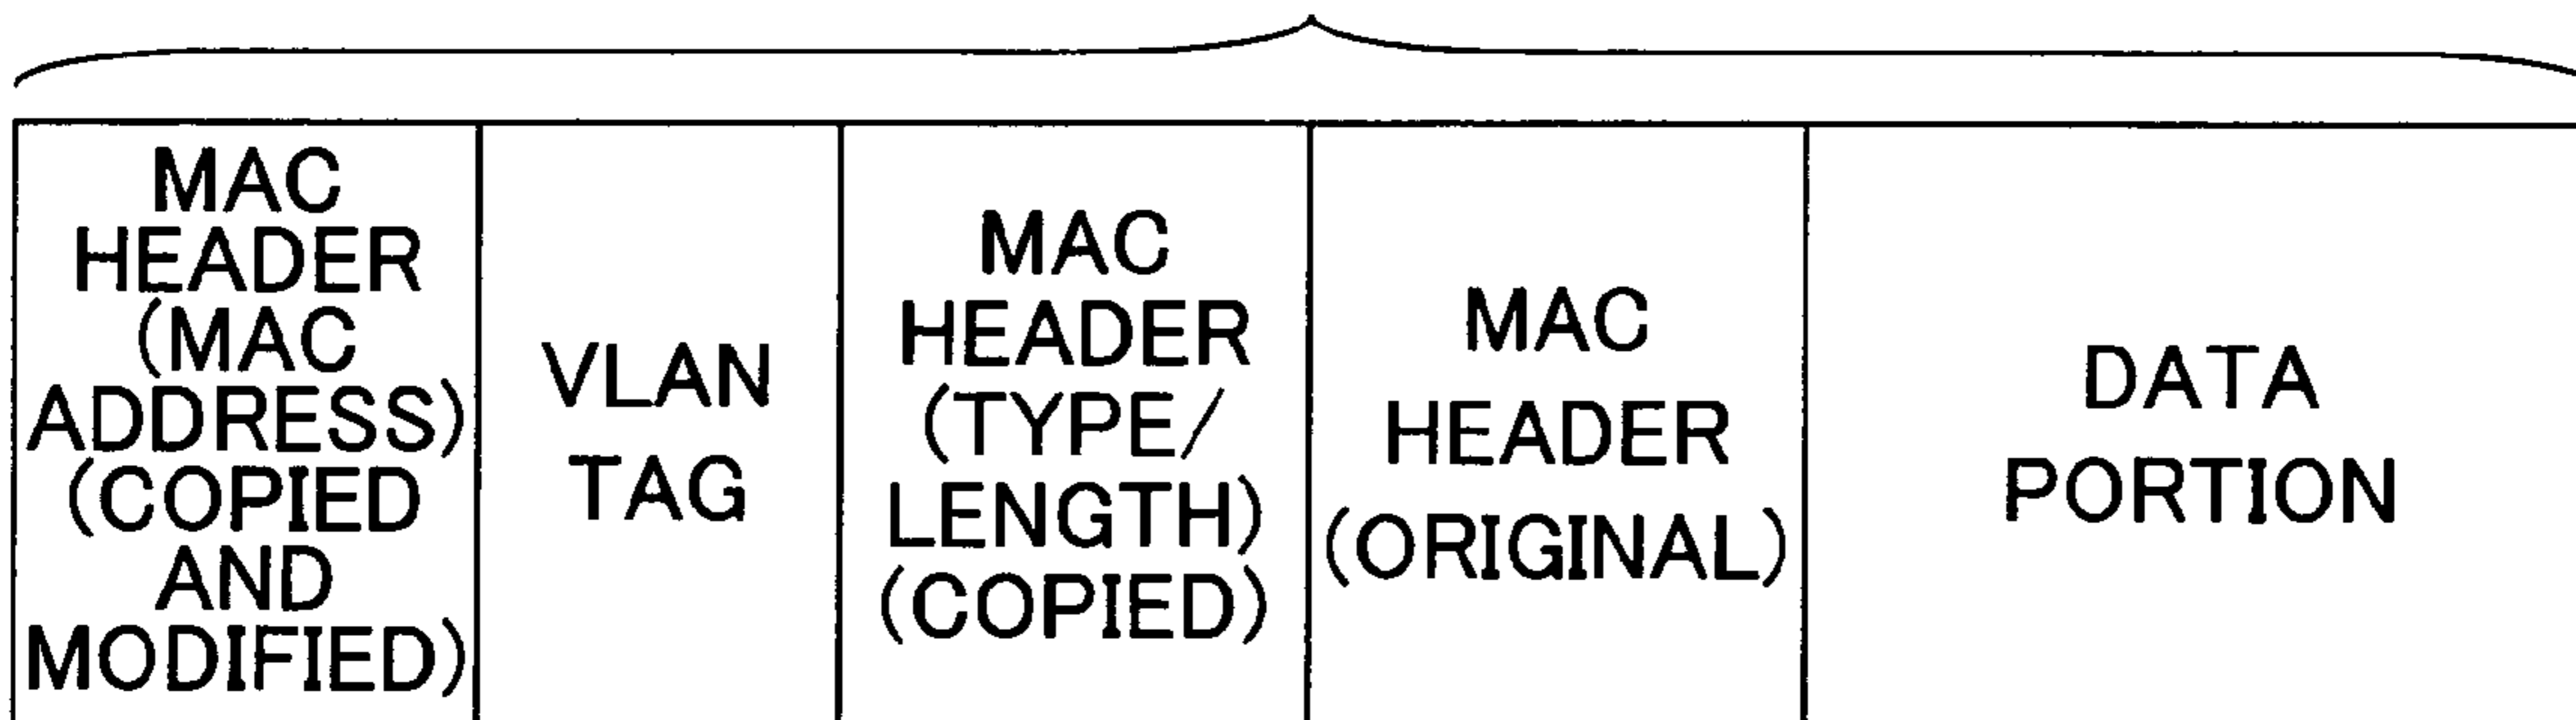 MAC
HEADER
(MAC
ADDRESS)
(COPIED
AND
MODIFIED)
VLAN
TAG
MAC
HEADER
(TYPE/
LENGTH)
(COPIED)
MAC
HEADER
(ORIGINAL)
DATA
PORTION